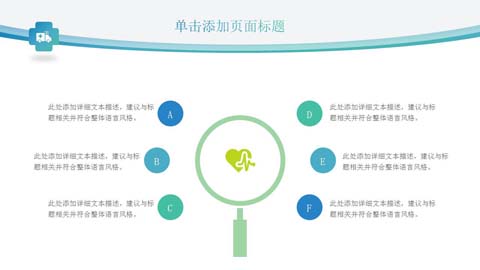 单击添加页面标题
此处添加详细文本描述，建议与标
题相关并符合整体语言风格。
A
此处添加详细文本描述，建议与标
题相关并符合整体语言风格。
B
此处添加详细文本描述，建议与标
题相关并符合整体语言风格。
C
D
此处添加详细文本描述，建议与标
题相关并符合整体语言风格。
E
此处添加详细文本描述，建议与标
题相关并符合整体语言风格。
F
此处添加详细文本描述，建议与标
题相关并符合整体语言风格。